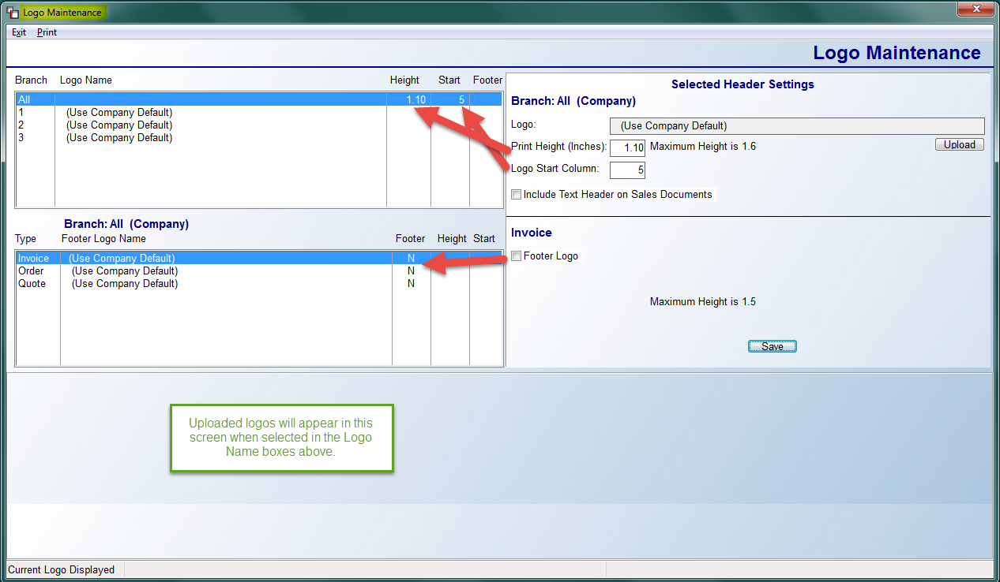 Logo Maintenance
Exit Print
Logo Maintenance
Branch Logo Name Height Start Footer
All 1.10 5
1 (Use Company Default)
2 (Use Company Default)
3 (Use Company Default)
Branch: All (Company)
Type Footer Logo Name Footer Height Start
Invoice (Use Company Default) N
Order (Use Company Default) N
Quote (Use Company Default) N
Selected Header Settings
Branch: All (Company)
Logo: (Use Company Default)
Print Height (Inches): 1.10 Maximum Height is 1.6 Upload
Logo Start Column: 5
Include Text Header on Sales Documents
Invoice
Footer Logo
Maximum Height is 1.5
Save
Uploaded logos will appear in this
screen when selected in the Logo
Name boxes above.
Current Logo Displayed